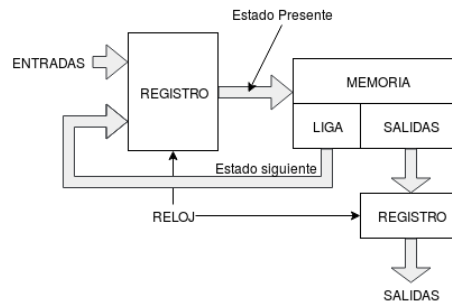 Estado Presente
ENTRADAS
REGISTRO
MEMORIA
LIGA
SALIDAS
Estado siguiente
RELOJ
REGISTRO
SALIDAS